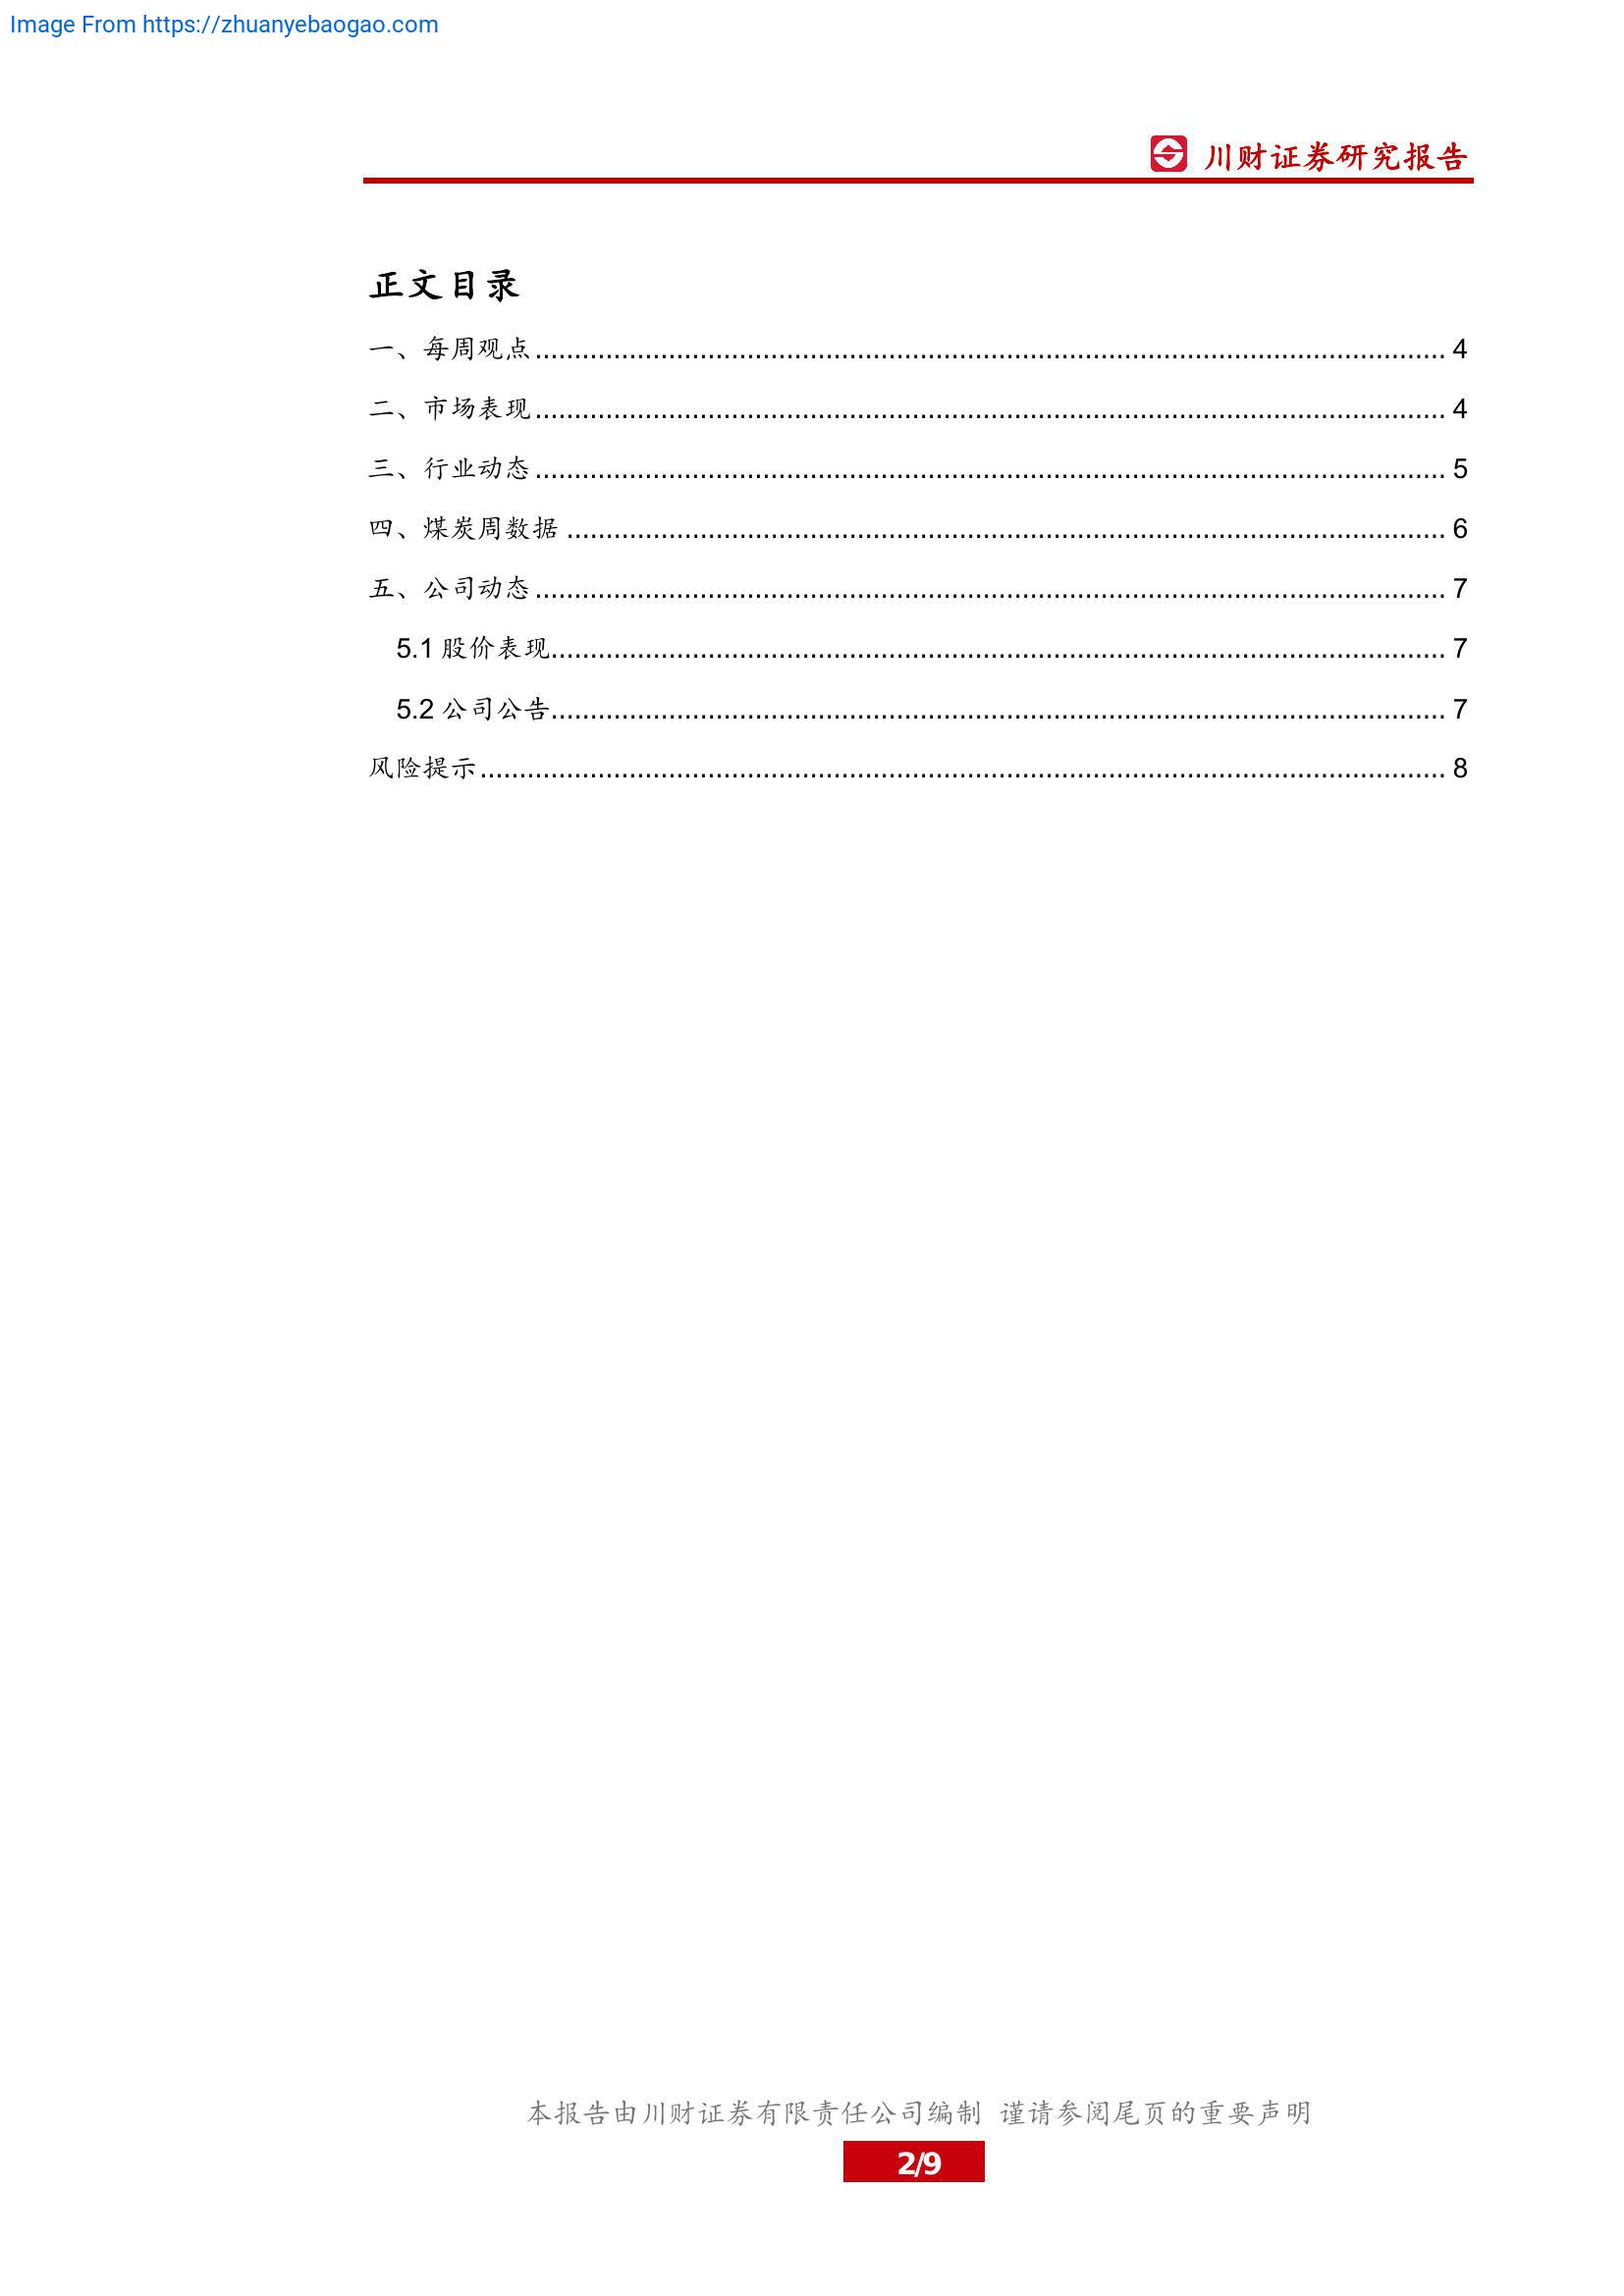 Image From https://zhuanyebaogao.com
川财证券研究报告
正文目录
一、每周观点 ........................................................................................................................ 4
二、市场表现 ........................................................................................................................ 4
三、行业动态 ........................................................................................................................ 5
四、煤炭周数据 .................................................................................................................... 6
五、公司动态 ........................................................................................................................ 7
5.1 股价表现...................................................................................................................... 7
5.2 公司公告...................................................................................................................... 7
风险提示 ............................................................................................................................... 8
本报告由川财证券有限责任公司编制 谨请参阅尾页的重要声明
2/9